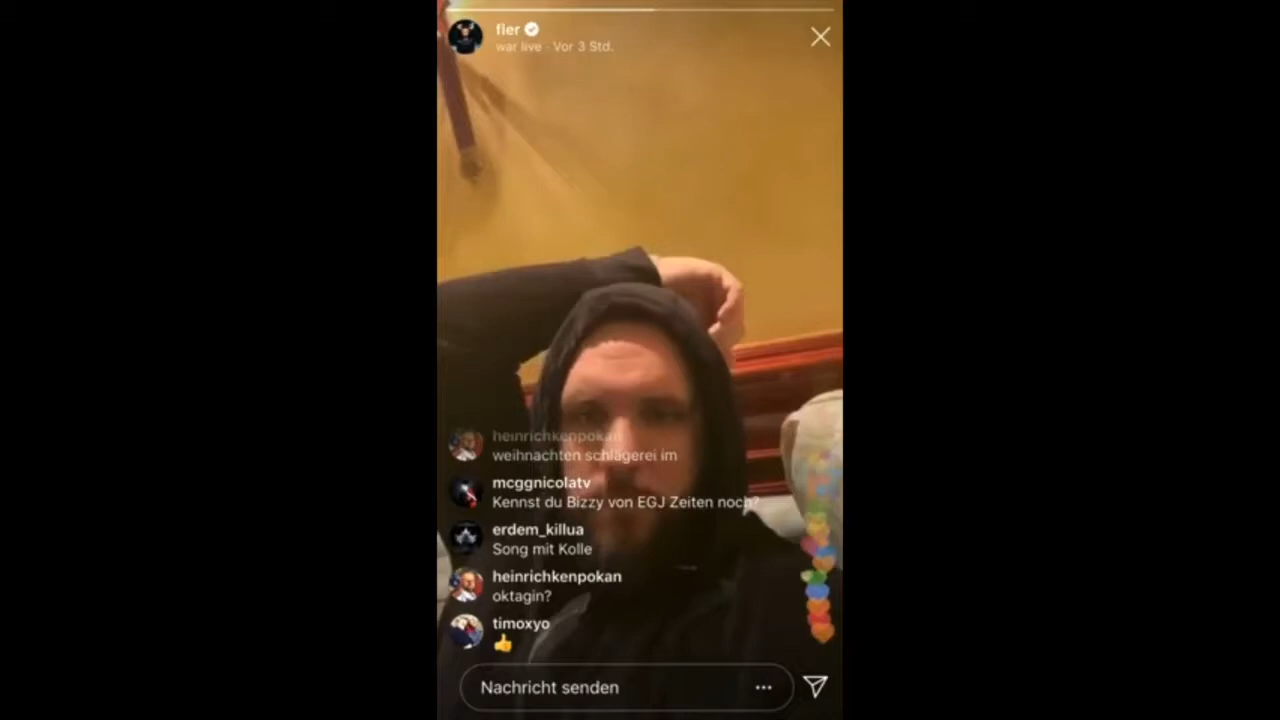 fler
war live · Vor 3 Std.
heinrichkenpokan
weihnachten schlägerei im
mcggnicolatv
Kennst du Bizzy von EGJ Zeiten noch?
erdem_killua
Song mit Kolle
heinrichkenpokan
oktagin?
timoxyo
👍
Nachricht senden